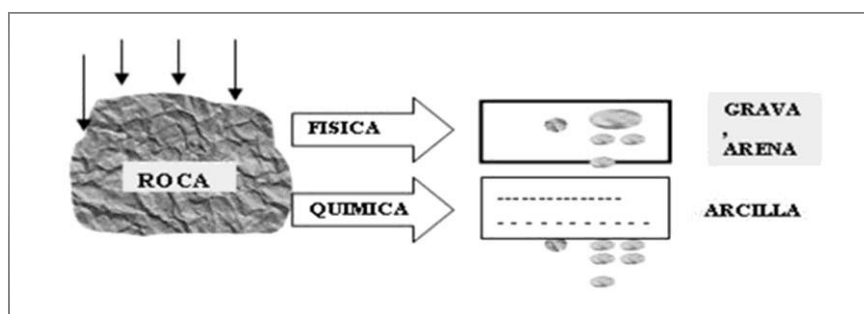 ROCA
FISICA
GRAVA
,
ARENA
QUIMICA
ARCILLA